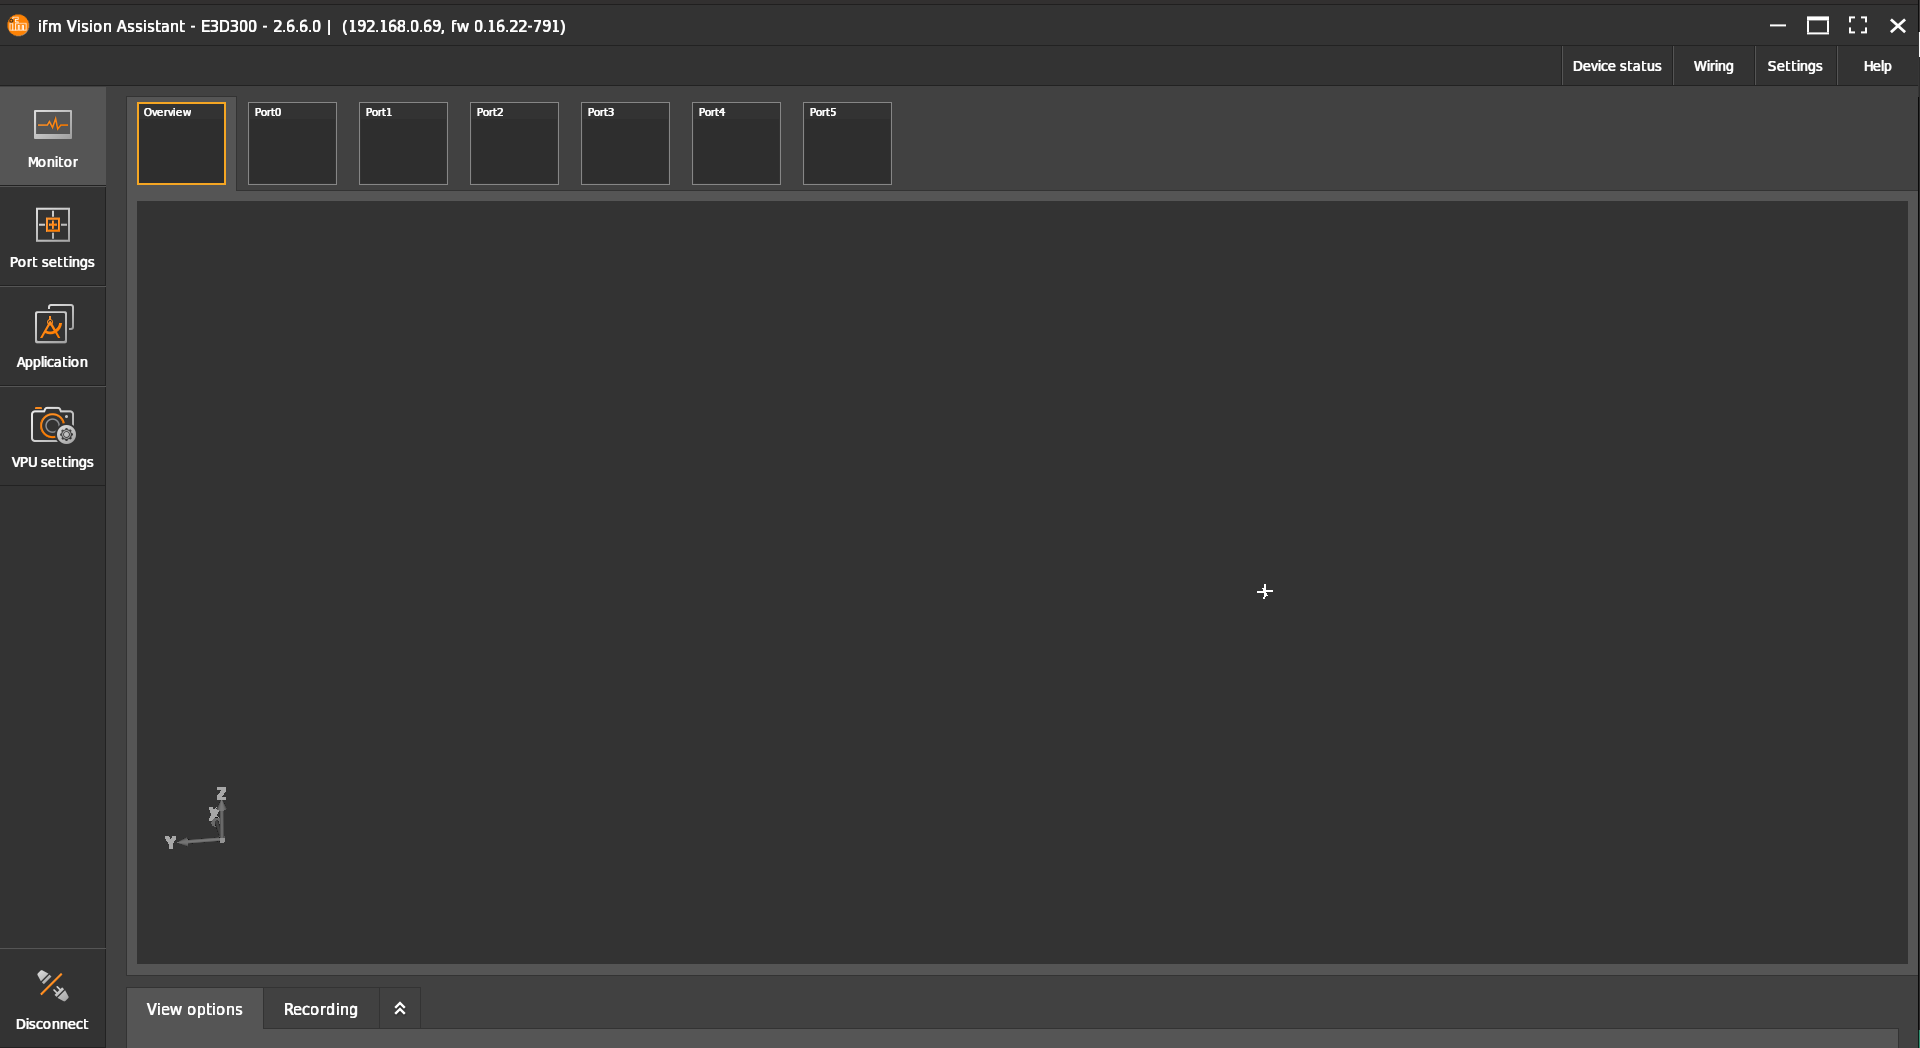 ifm ifm Vision Assistant - E3D300 - 2.6.6.0 | (192.168.0.69, fw 0.16.22-791)
Device status Wiring Settings Help
Monitor
Port settings
Application
VPU settings
Disconnect
Overview Port0 Port1 Port2 Port3 Port4 Port5
Z
X
Y
View options Recording